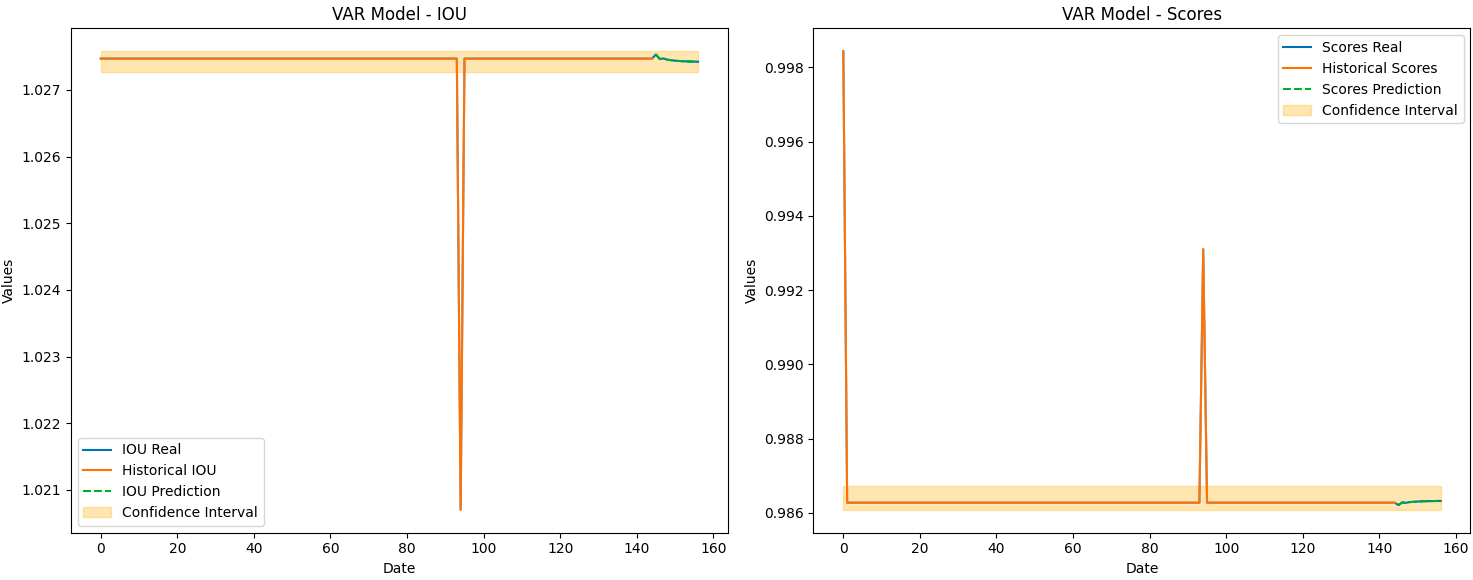 VAR Model - IOU
Values
1.027
1.026
1.025
1.024
1.023
1.022
1.021
IOU Real
Historical IOU
IOU Prediction
Confidence Interval
0 20 40 60 80 100 120 140 160
Date
VAR Model - Scores
Values
0.998
0.996
0.994
0.992
0.990
0.988
0.986
Scores Real
Historical Scores
Scores Prediction
Confidence Interval
0 20 40 60 80 100 120 140 160
Date